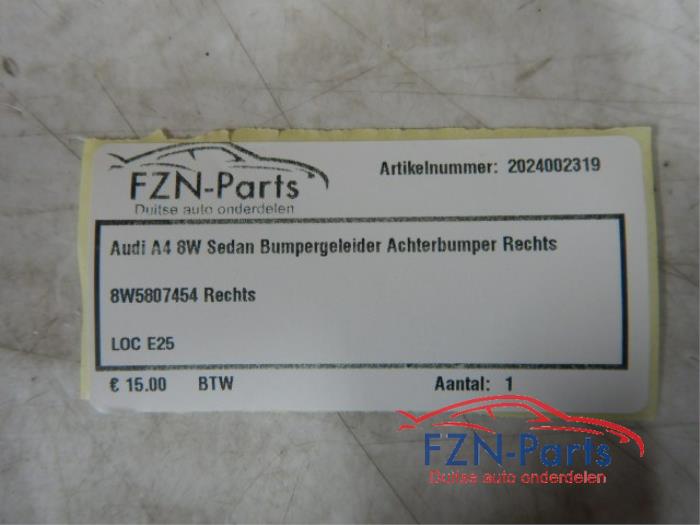 FZN-Parts
Duitse auto onderdelen
Artikelnummer: 2024002319
Audi A4 8W Sedan Bumpergeleider Achterbumper Rechts
8W5807454 Rechts
LOC E25
€ 15.00 BTW Aantal: 1
FZN-Parts
Duitse auto onderdelen